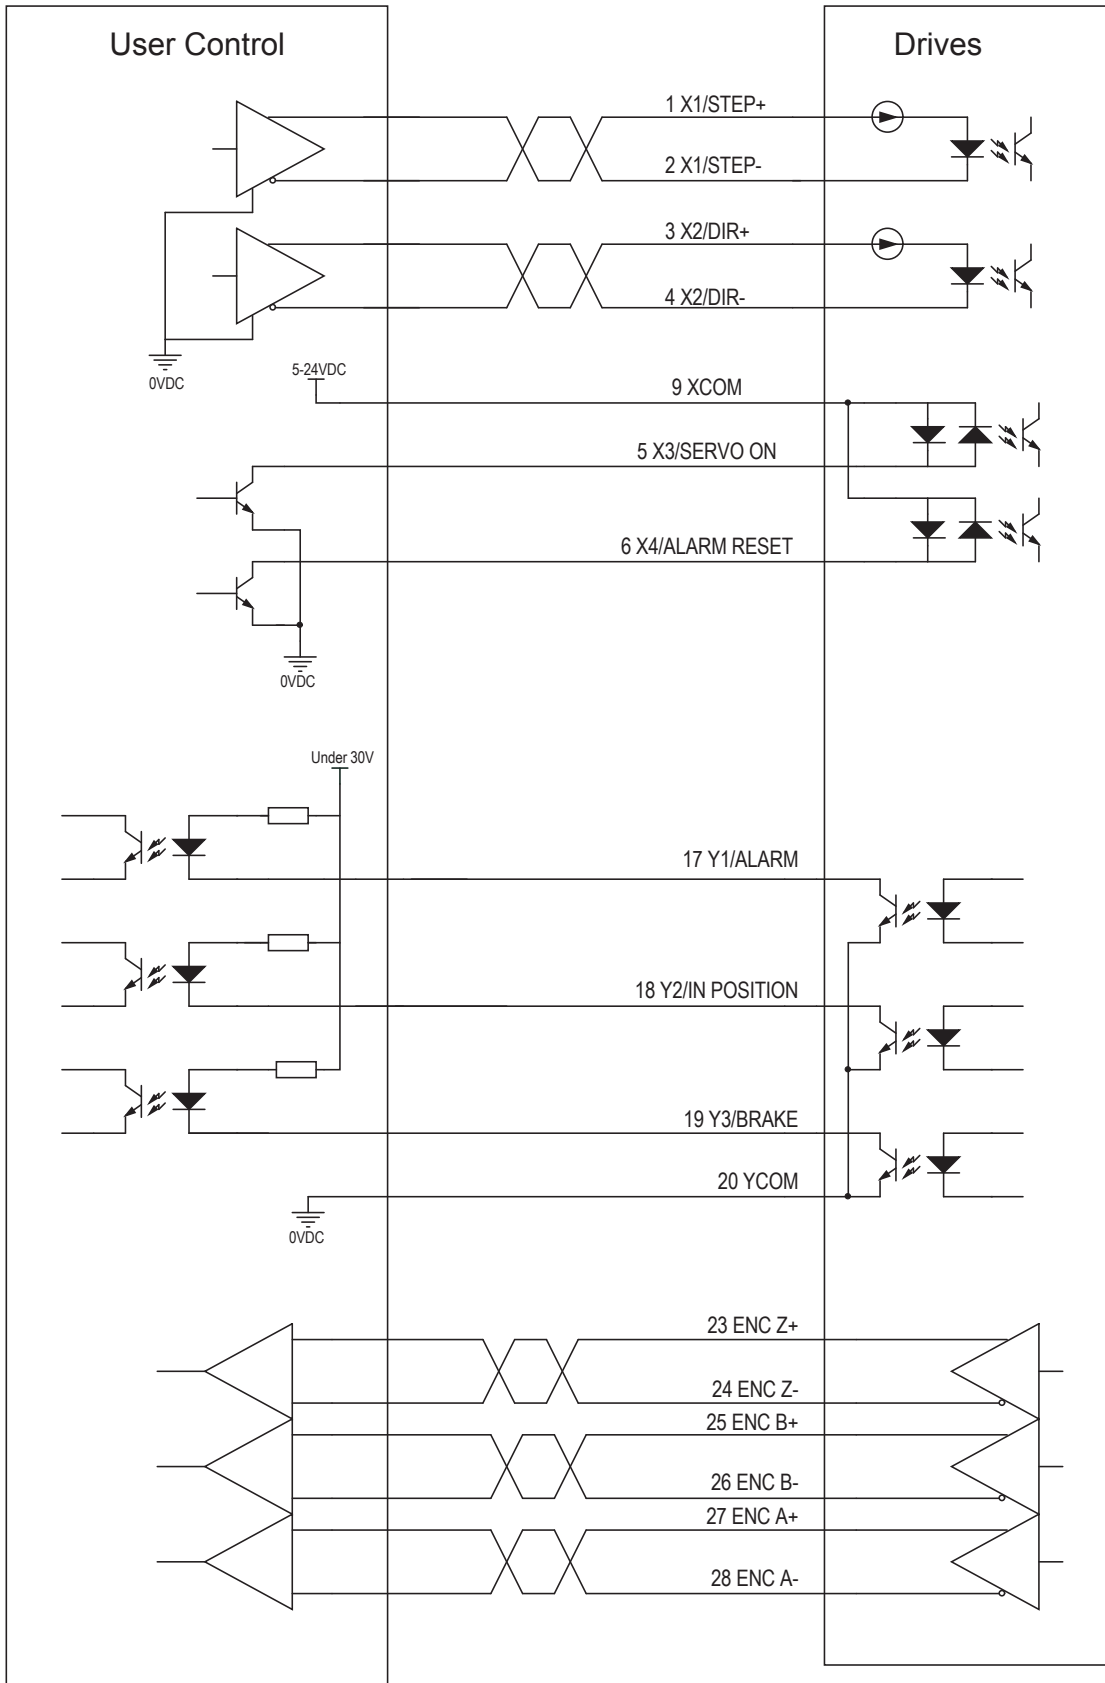 User Control
Drives
1 X1/STEP+
2 X1/STEP-
3 X2/DIR+
4 X2/DIR-
0VDC
5-24VDC
9 XCOM
5 X3/SERVO ON
6 X4/ALARM RESET
0VDC
Under 30V
17 Y1/ALARM
18 Y2/IN POSITION
19 Y3/BRAKE
20 YCOM
0VDC
23 ENC Z+
24 ENC Z-
25 ENC B+
26 ENC B-
27 ENC A+
28 ENC A-